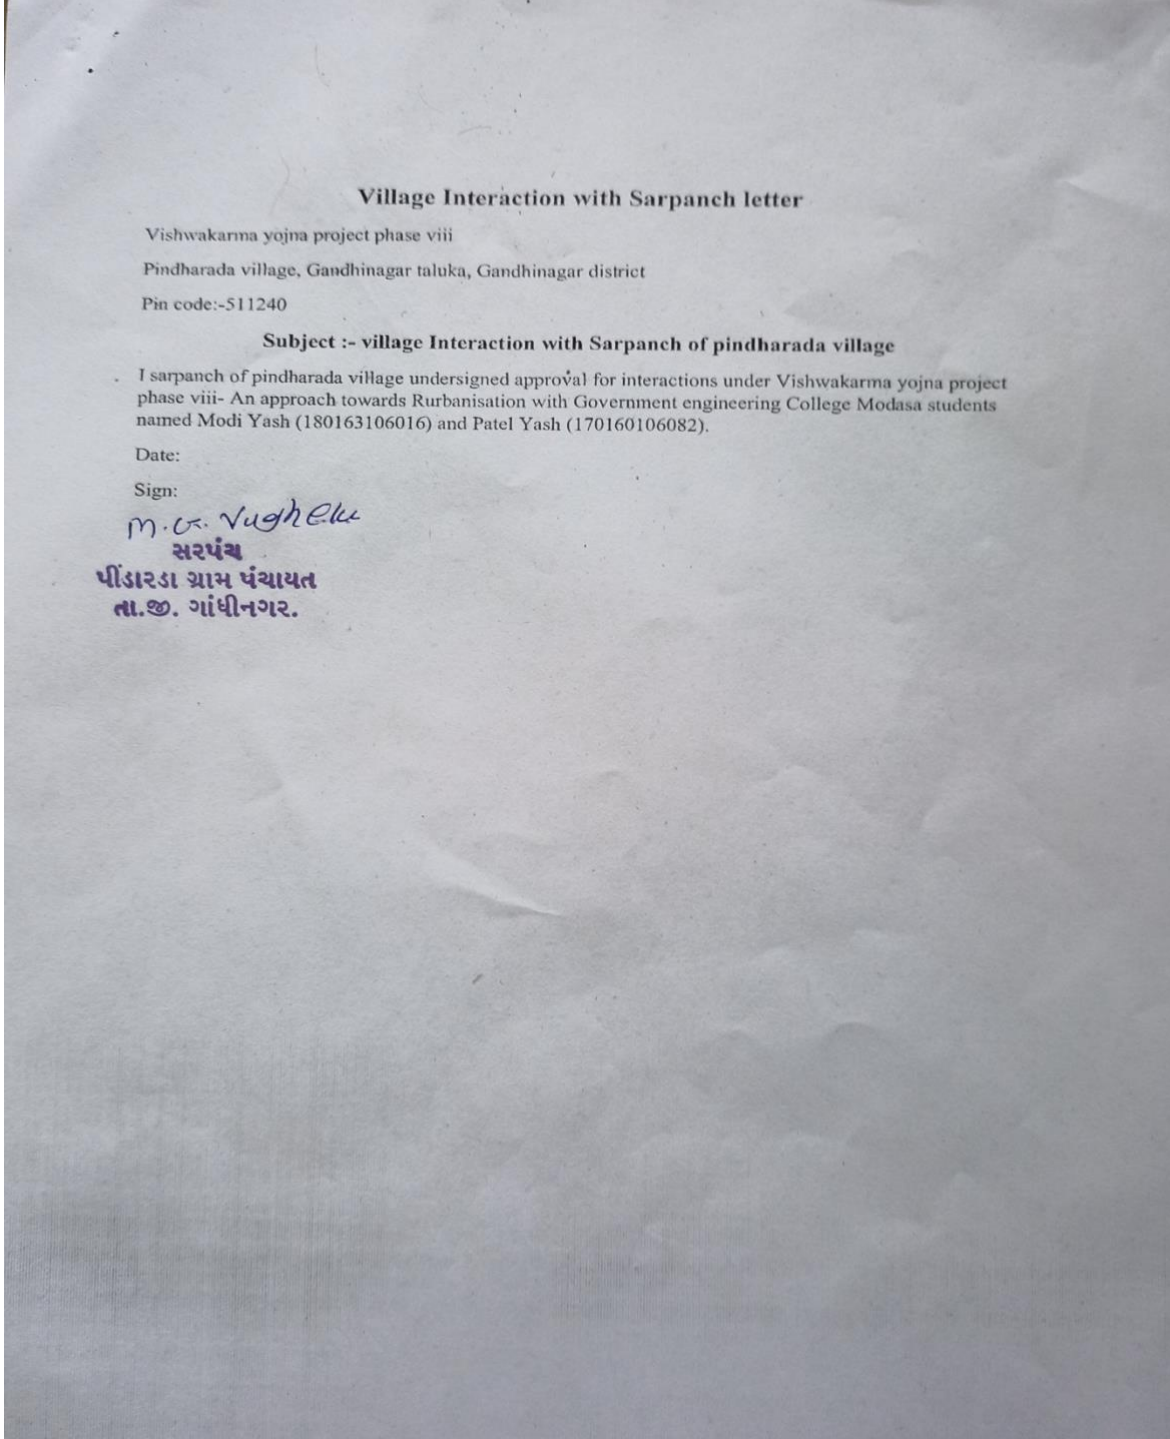 Village Interaction with Sarpanch letter
Vishwakarma yojna project phase viii
Pindharada village, Gandhinagar taluka, Gandhinagar district
Pin code:-511240
Subject :- village Interaction with Sarpanch of pindharada village
I sarpanch of pindharada village undersigned approval for interactions under Vishwakarma yojna project
phase viii- An approach towards Rurbanisation with Government engineering College Modasa students
named Modi Yash (180163106016) and Patel Yash (170160106082).
Date:
Sign:
સરપંચ
પીંડારડા ગ્રામ પંચાયત
તા.જી. ગાંધીનગર.